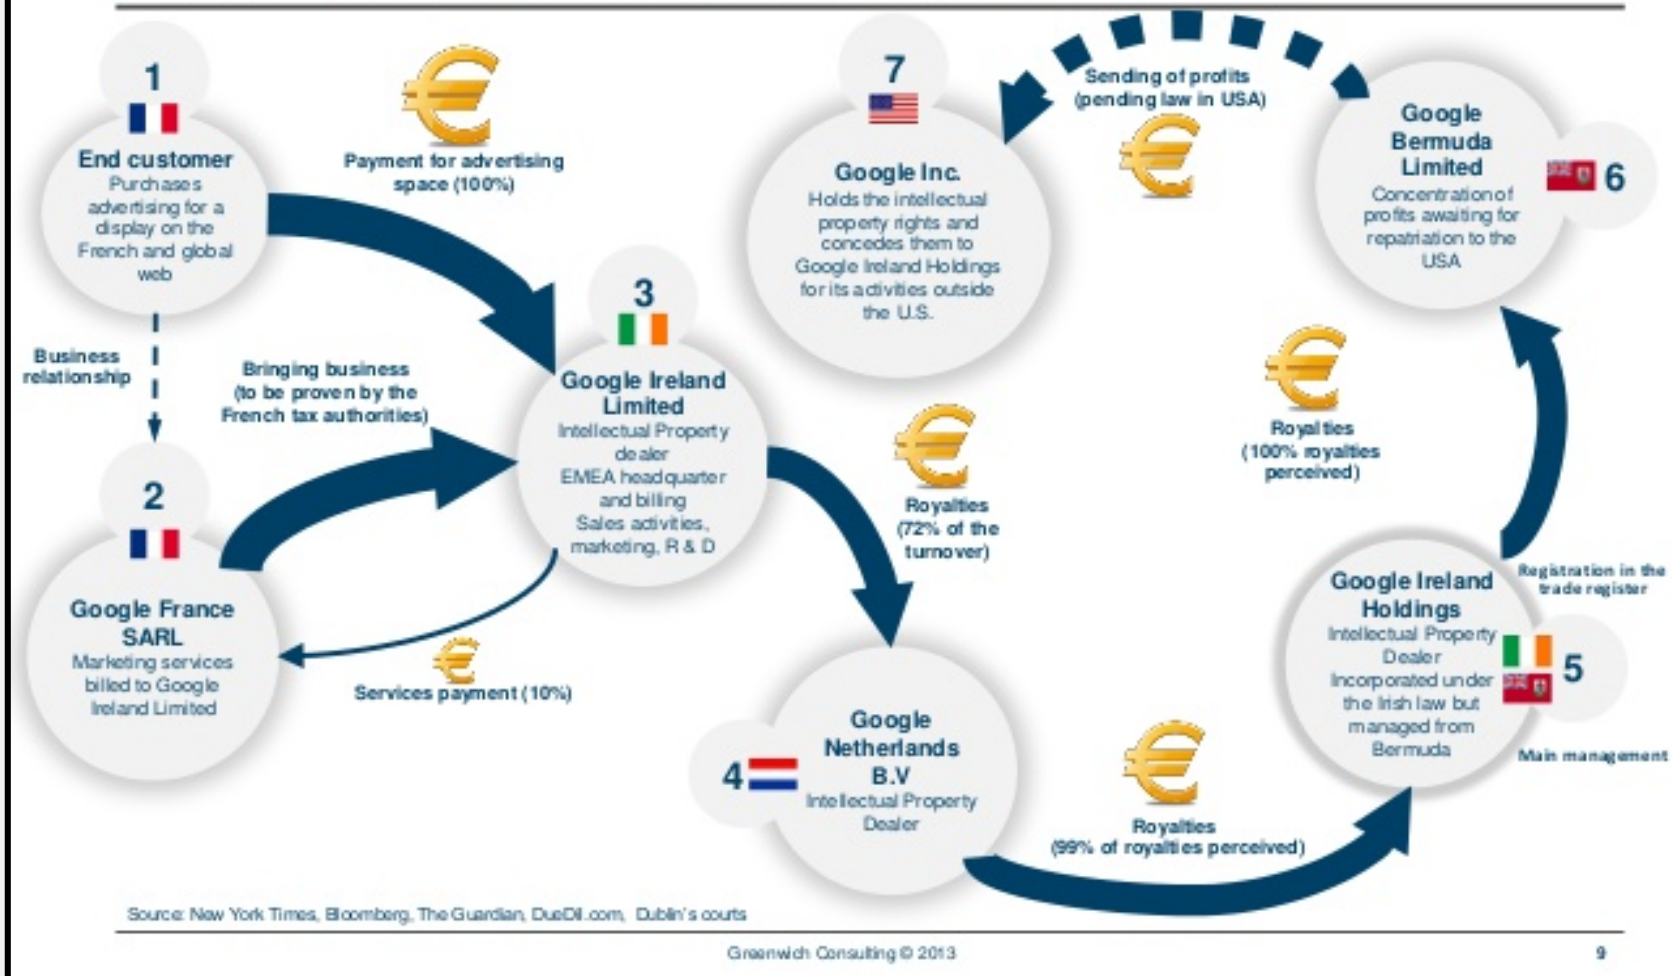 1
End customer
Purchases
advertising for a
display on the
French and global
web
Payment for advertising
space (100%)
Business
relationship
Bringing business
(to be proven by the
French tax authorities)
2
Google France
SARL
Marketing services
billed to Google
Ireland Limited
3
Google Ireland
Limited
Intellectual Property
dealer
EMEA headquarter
and billing
Sales activities,
marketing, R & D
Services payment (10%)
Royalties
(72% of the
turnover)
4
Google
Netherlands
B.V
Intellectual Property
Dealer
Royalties
(99% of royalties perceived)
5
Google Ireland
Holdings
Intellectual Property
Dealer
Incorporated under
the Irish law but
managed from
Bermuda
Registration in the
trade register
Main management
Royalties
(100% royalties
perceived)
6
Google
Bermuda
Limited
Concentration of
profits awaiting for
repatriation to the
USA
Sending of profits
(pending law in USA)
7
Google Inc.
Holds the intellectual
property rights and
concedes them to
Google Ireland Holdings
for its activities outside
the U.S.
Source: New York Times, Bloomberg, The Guardian, DueDil.com, Dublin's courts
Greenwich Consulting © 2013
9